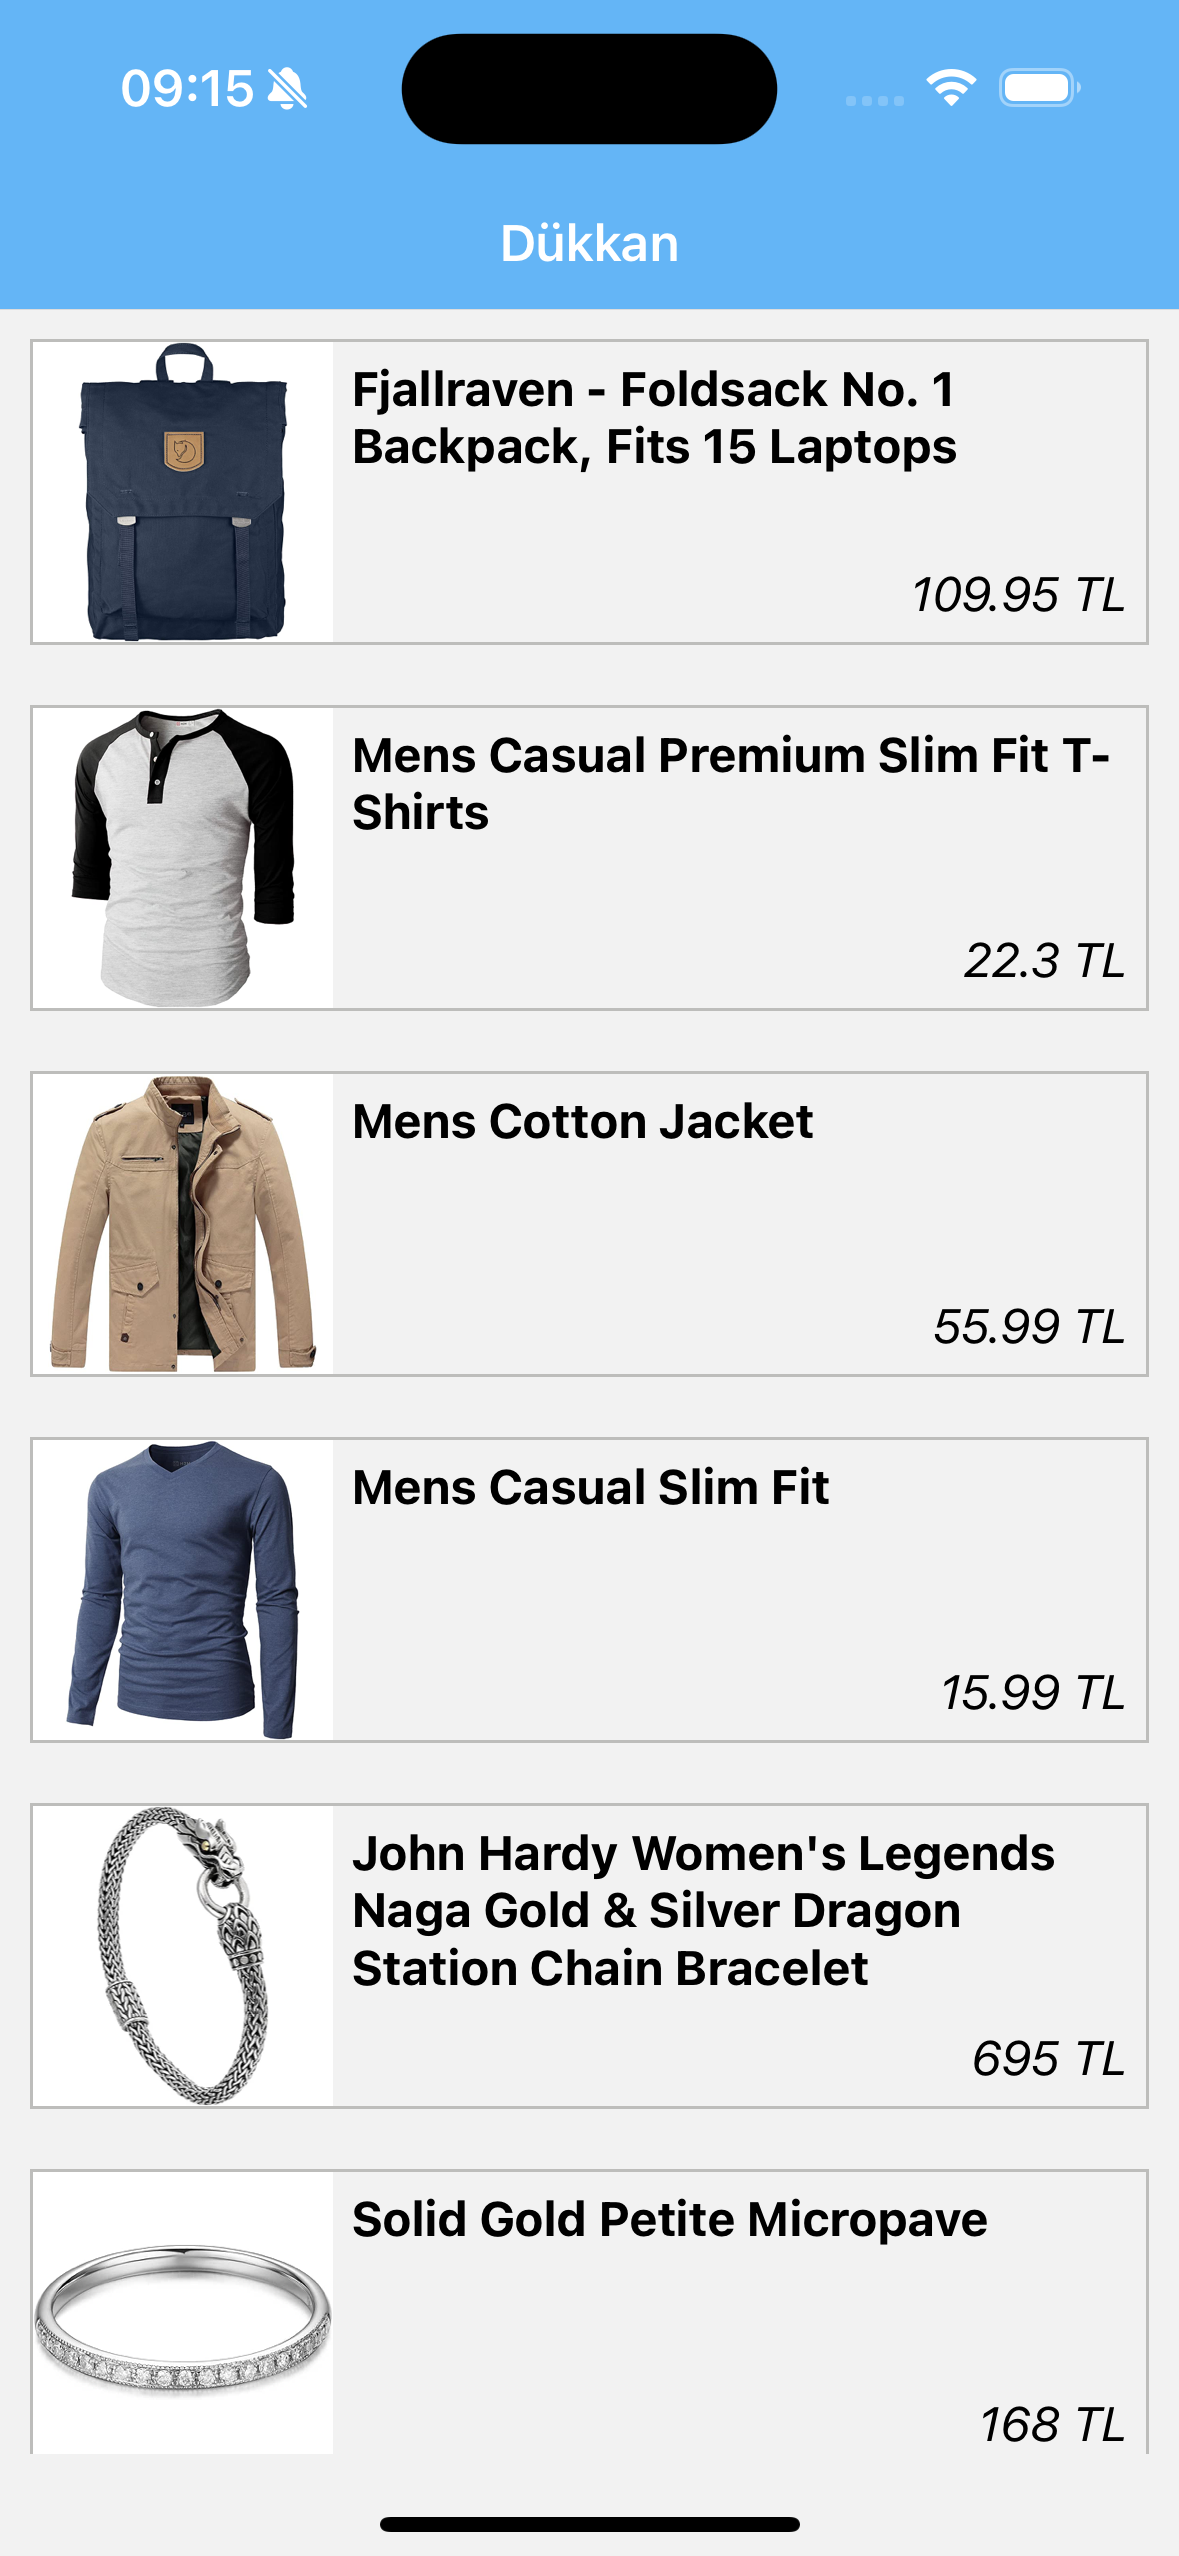 09:15
Dükkan
Fjallraven - Foldsack No. 1
Backpack, Fits 15 Laptops
109.95 TL
Mens Casual Premium Slim Fit T-
Shirts
22.3 TL
Mens Cotton Jacket
55.99 TL
Mens Casual Slim Fit
15.99 TL
John Hardy Women's Legends
Naga Gold & Silver Dragon
Station Chain Bracelet
695 TL
Solid Gold Petite Micropave
168 TL